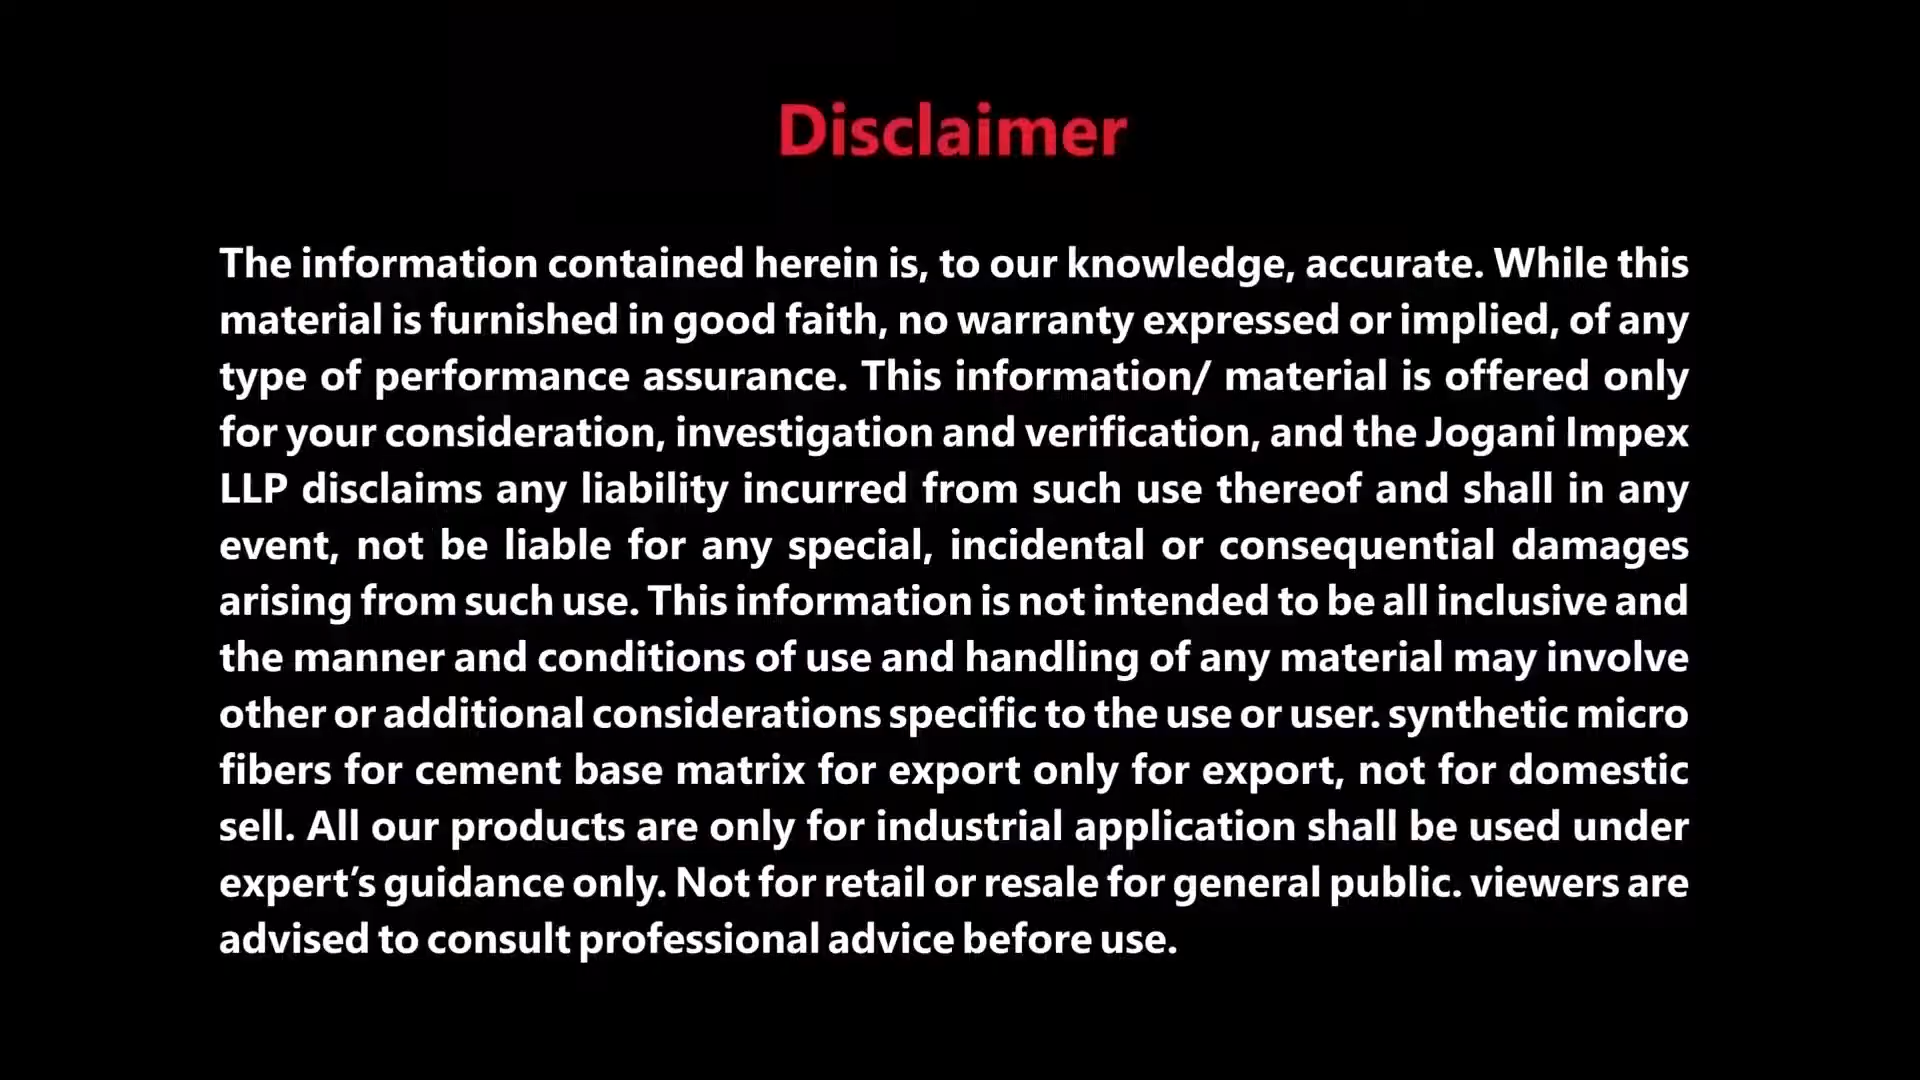 Disclaimer
The information contained herein is, to our knowledge, accurate. While this
material is furnished in good faith, no warranty expressed or implied, of any
type of performance assurance. This information/ material is offered only
for your consideration, investigation and verification, and the Jogani Impex
LLP disclaims any liability incurred from such use thereof and shall in any
event, not be liable for any special, incidental or consequential damages
arising from such use. This information is not intended to be all inclusive and
the manner and conditions of use and handling of any material may involve
other or additional considerations specific to the use or user. synthetic micro
fibers for cement base matrix for export only for export, not for domestic
sell. All our products are only for industrial application shall be used under
expert’s guidance only. Not for retail or resale for general public. viewers are
advised to consult professional advice before use.